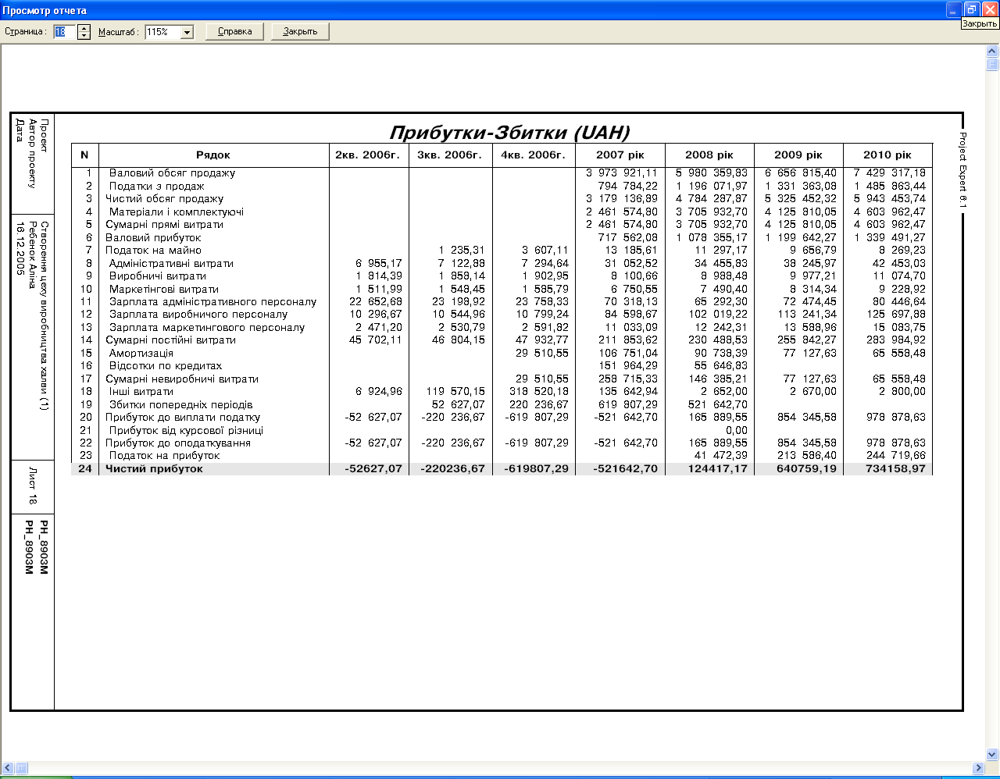 Просмотр отчета
Страница : 18 Масштаб : 115% Справка Закрыть
Закрыть
Проект
Автор проекту
Дата
Створення цеху виробництва халви (1)
Ребенок Аліна
16.12.2005
Лист 18
PH_8903M
PH_8903M
Project Expert 6.1
Прибутки-Збитки (UAH)
N Рядок 2кв. 2006г. 3кв. 2006г. 4кв. 2006г. 2007 рік 2008 рік 2009 рік 2010 рік
1 Валовий обсяг продажу 3 973 921,11 5 980 359,83 6 656 815,40 7 429 317,18
2 Податки з продаж 794 784,22 1 196 071,97 1 331 363,08 1 485 863,44
3 Чистий обсяг продажу 3 179 136,89 4 784 287,87 5 325 452,32 5 943 453,74
4 Матеріали і комплектуючі 2 461 574,80 3 705 932,70 4 125 810,05 4 603 962,47
5 Сумарні прямі витрати 2 461 574,80 3 705 932,70 4 125 810,05 4 603 962,47
6 Валовий прибуток 717 562,08 1 078 355,17 1 199 642,27 1 339 491,27
7 Податок на майно 1 235,31 3 607,11 13 185,61 11 297,17 9 656,79 8 269,23
8 Адміністративні витрати 6 955,17 7 122,88 7 294,64 31 052,52 34 455,83 38 245,97 42 453,03
9 Виробничі витрати 1 814,39 1 858,14 1 902,95 8 100,66 8 988,48 9 977,21 11 074,70
10 Маркетінгові витрати 1 511,99 1 548,45 1 585,79 6 750,55 7 490,40 8 314,34 9 228,92
11 Зарплата адміністративного персоналу 22 652,68 23 198,92 23 758,33 70 318,13 65 292,30 72 474,45 80 446,64
12 Зарплата виробничого персоналу 10 296,67 10 544,96 10 799,24 84 598,67 102 019,22 113 241,34 125 697,88
13 Зарплата маркетингового персоналу 2 471,20 2 530,79 2 591,82 11 033,09 12 242,31 13 588,96 15 083,75
14 Сумарні постійні витрати 45 702,11 46 804,15 47 932,77 211 853,62 230 488,53 255 842,27 283 984,92
15 Амортизація 29 510,55 106 751,04 90 738,39 77 127,63 65 558,48
16 Відсотки по кредитах 151 964,29 55 646,83
17 Сумарні невиробничі витрати 29 510,55 258 715,33 146 385,21 77 127,63 65 558,48
18 Інші витрати 6 924,96 119 570,15 318 520,18 135 642,94 2 652,00 2 670,00 2 800,00
19 Збитки попередніх періодів 52 627,07 220 236,67 619 807,29 521 642,70
20 Прибуток до виплати податку -52 627,07 -220 236,67 -619 807,29 -521 642,70 165 889,55 854 345,58 978 878,63
21 Прибуток від курсової різниці 0,00
22 Прибуток до оподаткування -52 627,07 -220 236,67 -619 807,29 -521 642,70 165 889,55 854 345,58 978 878,63
23 Податок на прибуток 41 472,39 213 586,40 244 719,66
24 Чистий прибуток -52627,07 -220236,67 -619807,29 -521642,70 124417,17 640759,19 734158,97